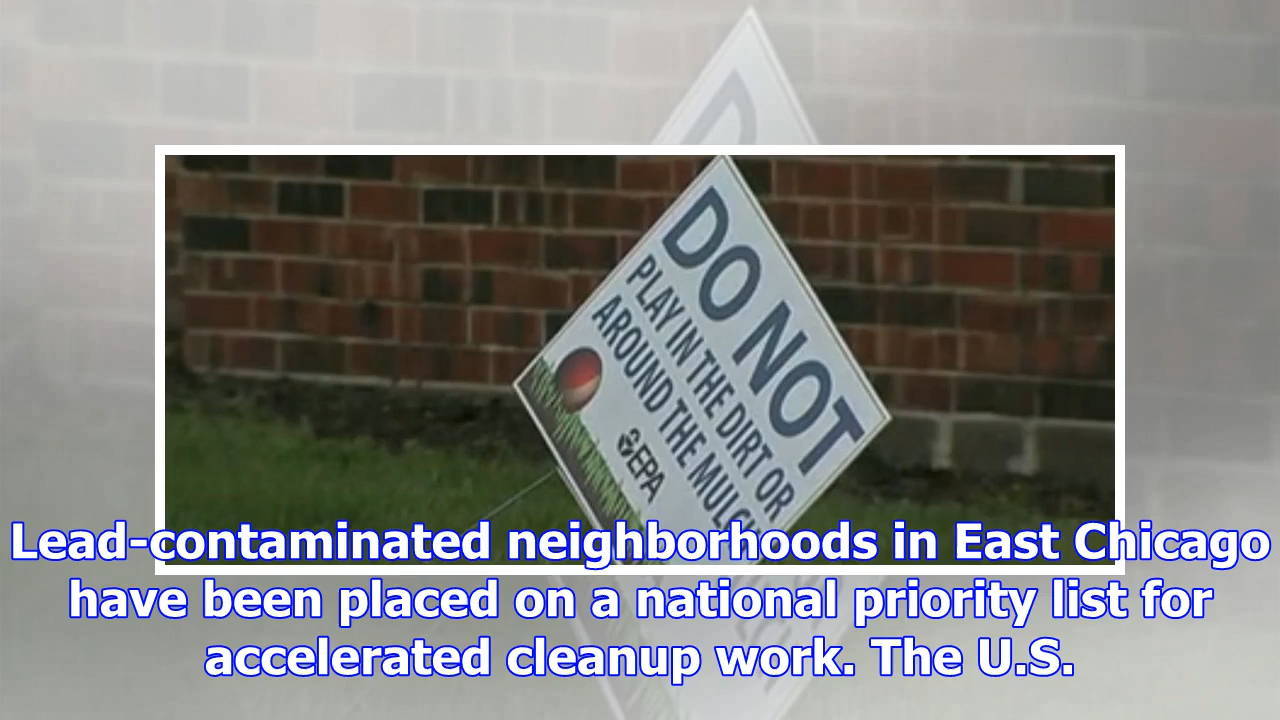 DO NOT
PLAY IN THE DIRT OR
AROUND THE MULCH
EPA
Lead-contaminated neighborhoods in East Chicago
have been placed on a national priority list for
accelerated cleanup work. The U.S.